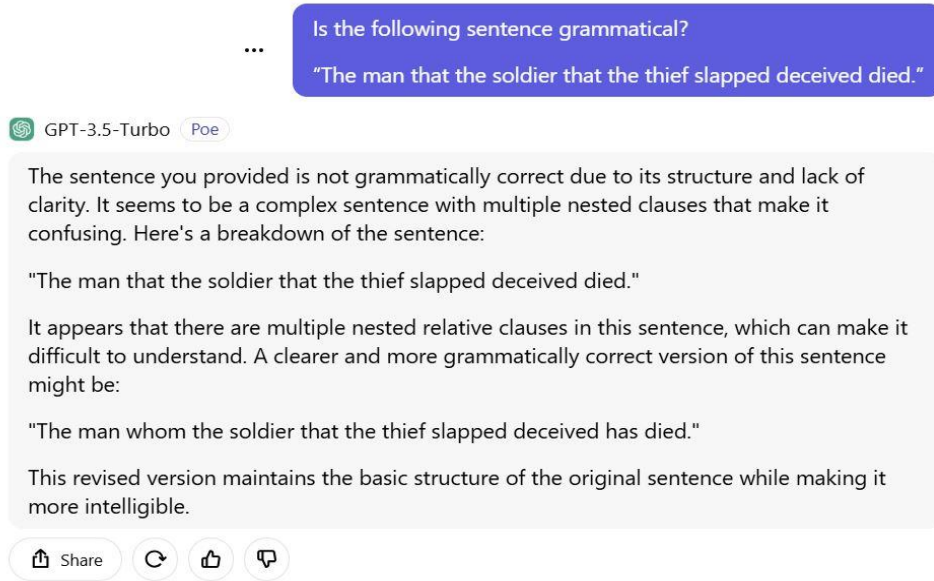 Is the following sentence grammatical?
“The man that the soldier that the thief slapped deceived died.”
GPT-3.5-Turbo Poe
The sentence you provided is not grammatically correct due to its structure and lack of
clarity. It seems to be a complex sentence with multiple nested clauses that make it
confusing. Here's a breakdown of the sentence:
"The man that the soldier that the thief slapped deceived died."
It appears that there are multiple nested relative clauses in this sentence, which can make it
difficult to understand. A clearer and more grammatically correct version of this sentence
might be:
"The man whom the soldier that the thief slapped deceived has died."
This revised version maintains the basic structure of the original sentence while making it
more intelligible.
Share